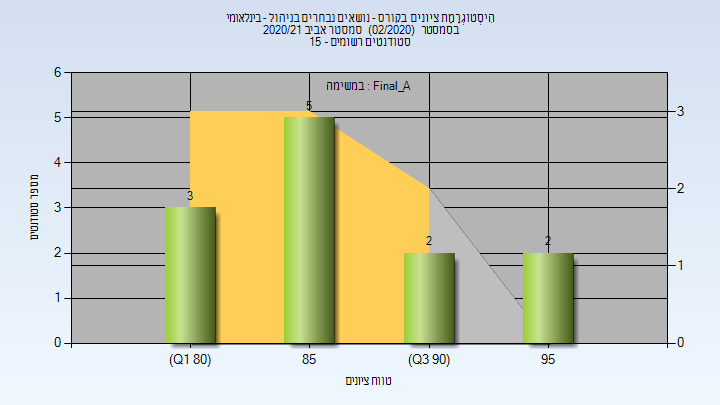 היסטוגרמת ציונים בקורס - נושאים נבחרים בניהול - בינלאומי
בסמסטר (02/2020) סמסטר אביב 2020/21
סטודנטים רשומים - 15
במשימה : Final_A
6
5
4
3
2
1
0
3
2
1
0
3
5
2
2
(Q1 80)
85
(Q3 90)
95
מספר סטודנטים
טווח ציונים